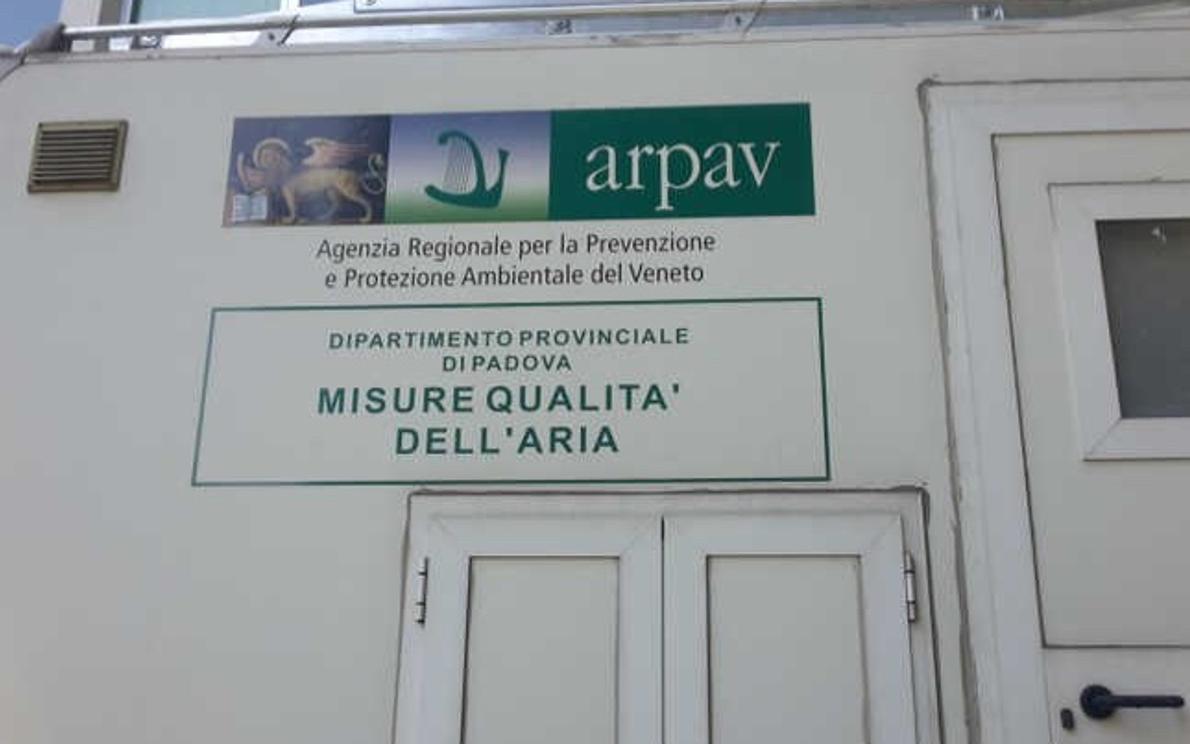 arpav
Agenzia Regionale per la Prevenzione
e Protezione Ambientale del Veneto
DIPARTIMENTO PROVINCIALE
DI PADOVA
MISURE QUALITA'
DELL'ARIA